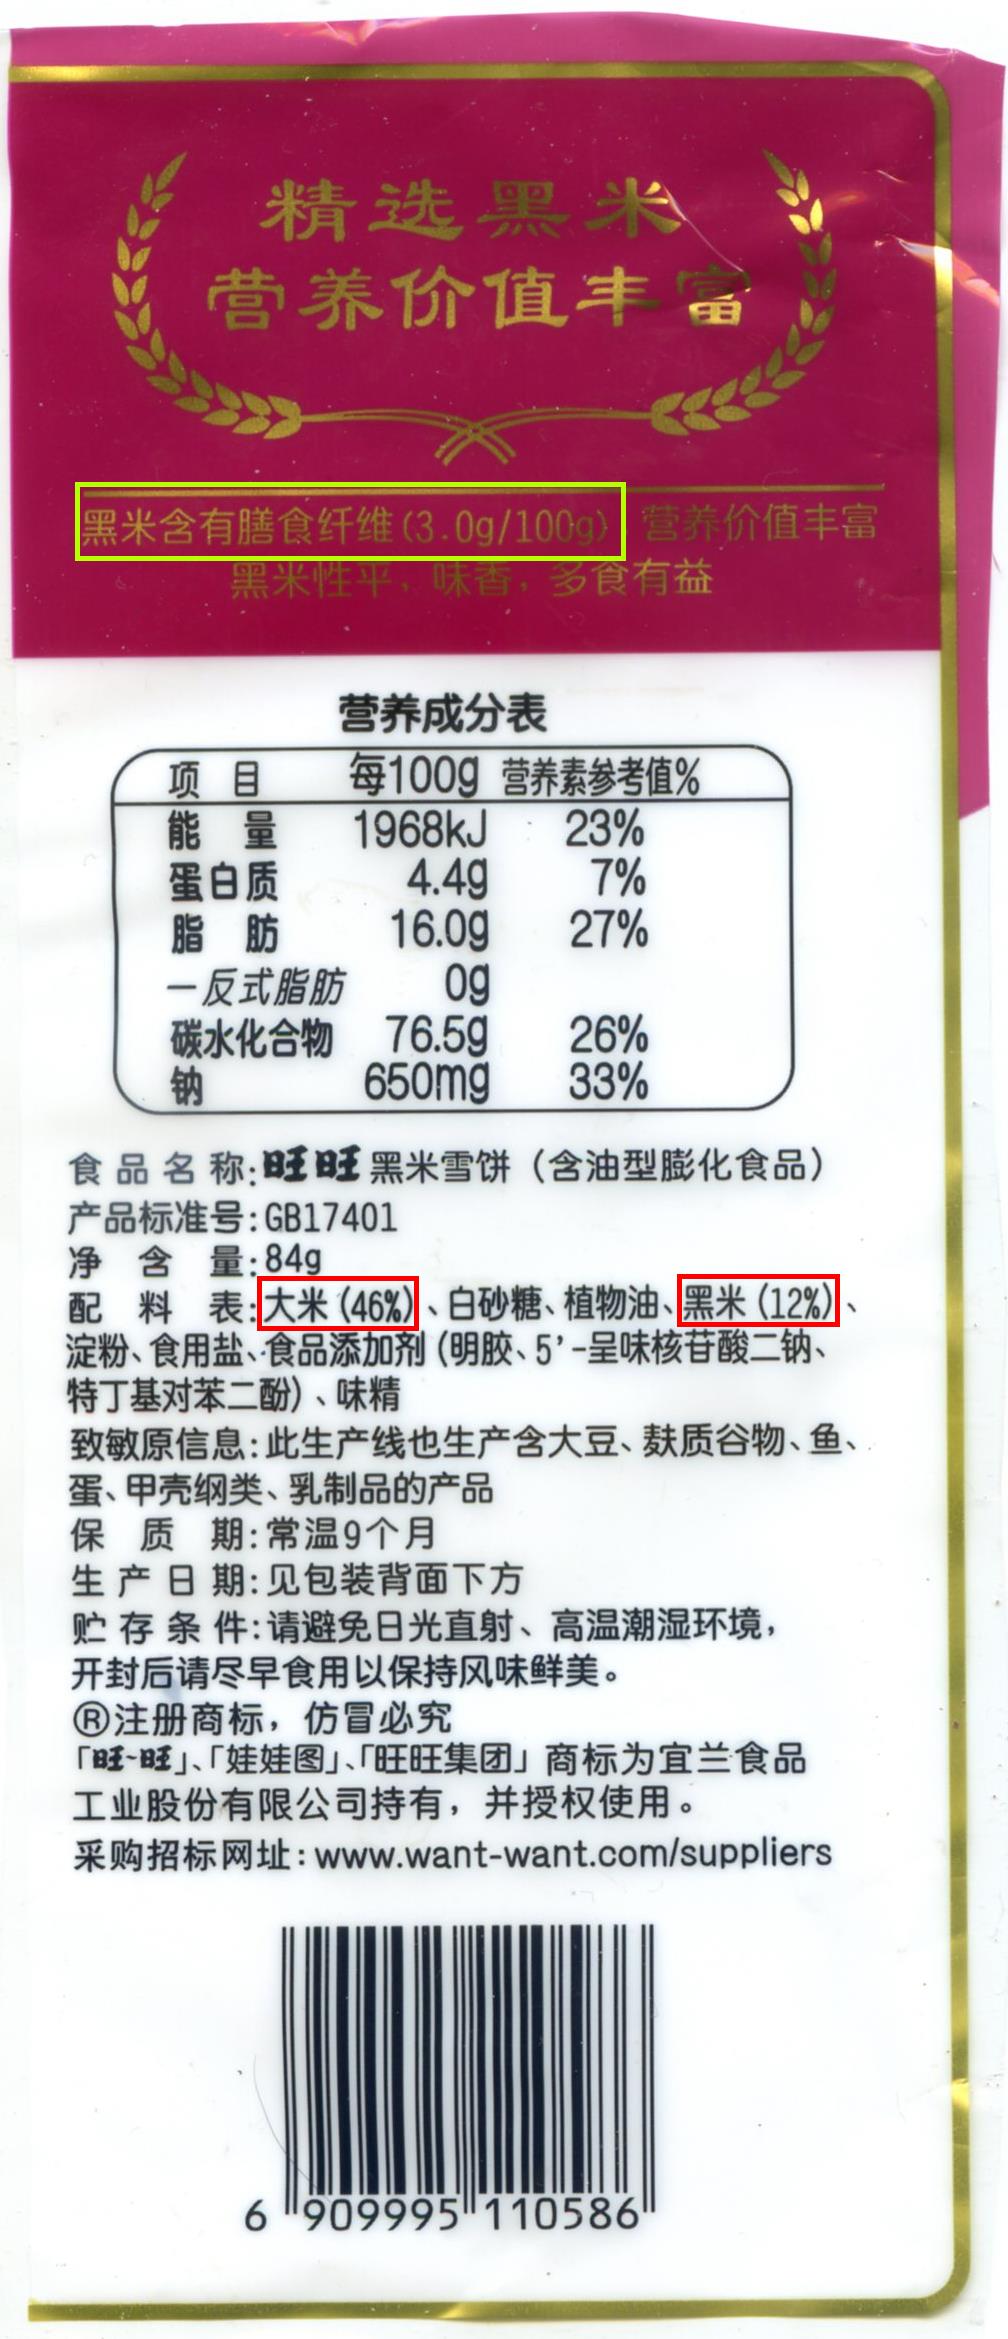 精选黑米
营养价值丰富
黑米含有膳食纤维(3.0g/100g) 营养价值丰富
黑米性平，味香，多食有益
营养成分表
项 目 每100g 营养素参考值%
能 量 1968kJ 23%
蛋白质 4.4g 7%
脂 肪 16.0g 27%
—反式脂肪 0g
碳水化合物 76.5g 26%
钠 650mg 33%
食品名称:旺旺黑米雪饼（含油型膨化食品）
产品标准号:GB17401
净 含 量:84g
配 料 表:大米(46%)、白砂糖、植物油、黑米(12%)、
淀粉、食用盐、食品添加剂(明胶、5'-呈味核苷酸二钠、
特丁基对苯二酚)、味精
致敏原信息:此生产线也生产含大豆、麸质谷物、鱼、
蛋、甲壳纲类、乳制品的产品
保 质 期:常温9个月
生产日期:见包装背面下方
贮存条件:请避免日光直射、高温潮湿环境，
开封后请尽早食用以保持风味鲜美。
®注册商标，仿冒必究
「旺~旺」、「娃娃图」、「旺旺集团」商标为宜兰食品
工业股份有限公司持有，并授权使用。
采购招标网址:www.want-want.com/suppliers
6 909995 110586